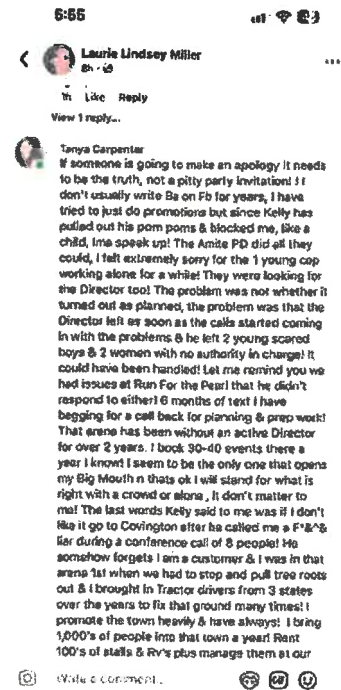 5:55
Laurie Lindsey Miller
8h
1h Like Reply
View 1 reply...
Tanya Carpenter
If someone is going to make an apology it needs
to be the truth, not a pitty party invitation! I I
don't usually write Bs on Fb for years, I have
tried to just do promotions but since Kelly has
pulled out his pom poms & blocked me, like a
child, Ima speak up! The Amite PD did all they
could, I felt extremely sorry for the 1 young cop
working alone for a while! They were looking for
the Director too! The problem was not whether it
turned out as planned, the problem was that the
Director left as soon as the calls started coming
in with the problems & he left 2 young scared
boys & 2 women with no authority in charge! It
could have been handled! Let me remind you we
had issues at Run For the Pearl that he didn't
respond to either! 6 months of text I have
begging for a call back for planning & prep work!
That arena has been without an active Director
for over 2 years. I book 30-40 events there a
year I know! I seem to be the only one that opens
my Big Mouth n thats ok I will stand for what is
right with a crowd or alone, it don't matter to
me! The last words Kelly said to me was if I don't
like it go to Covington after he called me a F*&^&
liar during a conference call of 8 people! He
somehow forgets I am a customer & I was in that
arena 1st when we had to stop and pull tree roots
out & I brought in Tractor drivers from 3 states
over the years to fix that ground many times! I
promote the town heavily & have always! I bring
1,000's of people into that town a year! Rent
100's of stalls & Rv's plus manage them at our
Write a comment...
GIF